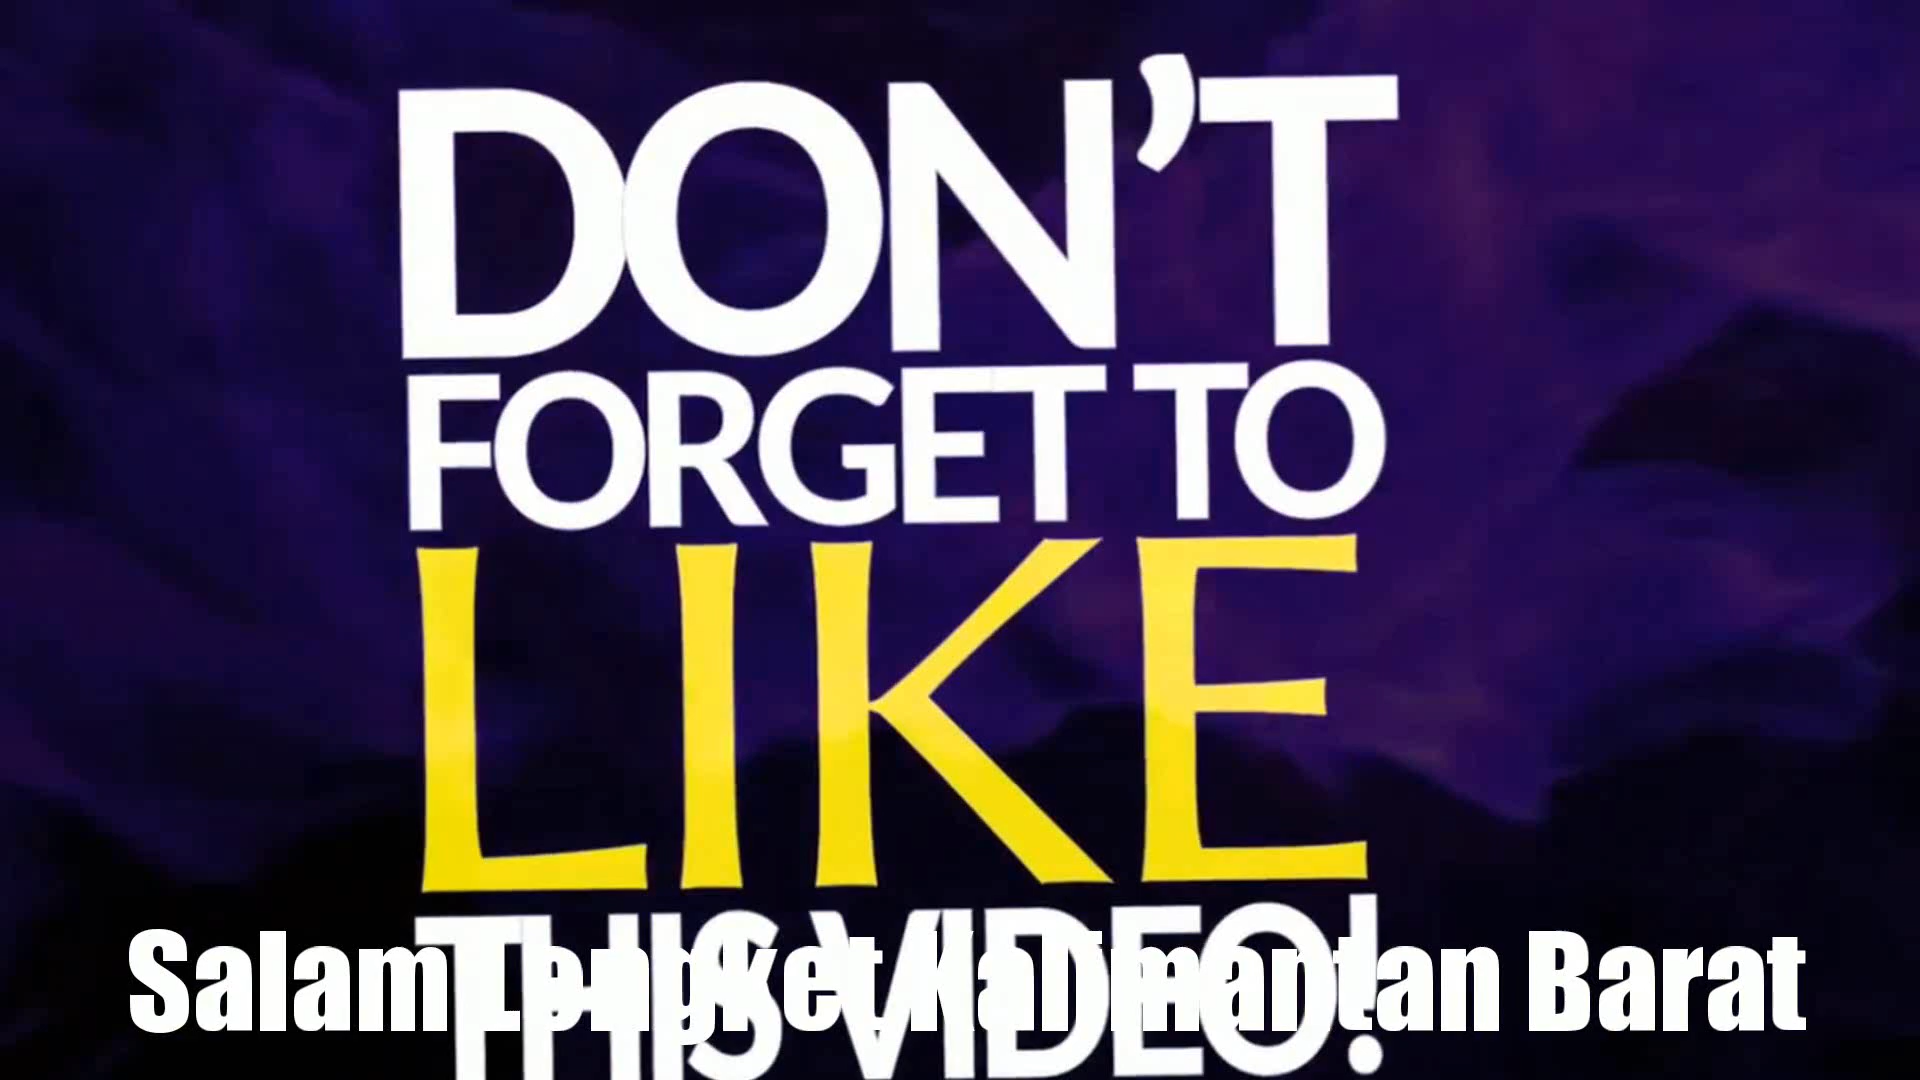 DON'T
FORGET TO
LIKE
THIS VIDEO!
Salam Lengket Kalimantan Barat